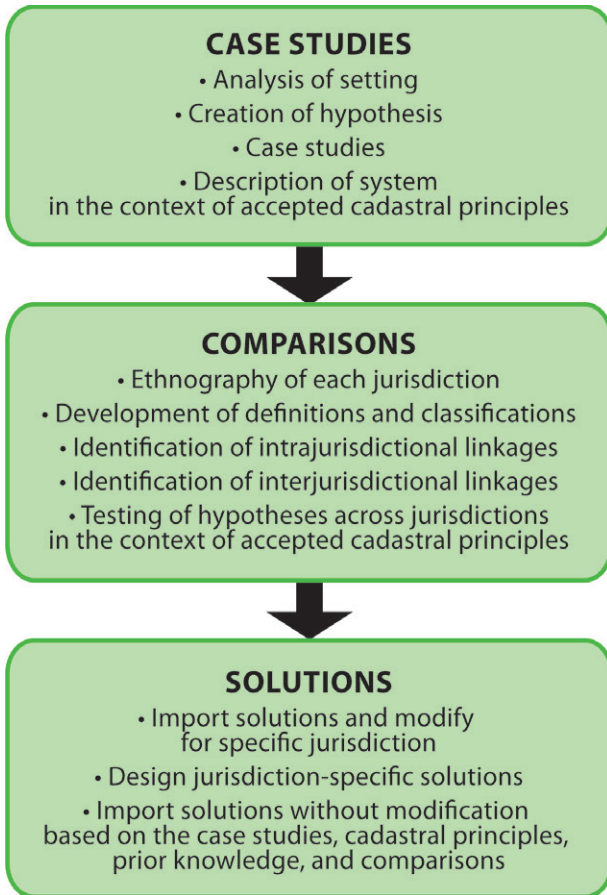 CASE STUDIES
• Analysis of setting
• Creation of hypothesis
• Case studies
• Description of system
in the context of accepted cadastral principles
COMPARISONS
• Ethnography of each jurisdiction
• Development of definitions and classifications
• Identification of intrajurisdictional linkages
• Identification of interjurisdictional linkages
• Testing of hypotheses across jurisdictions
in the context of accepted cadastral principles
SOLUTIONS
• Import solutions and modify
for specific jurisdiction
• Design jurisdiction-specific solutions
• Import solutions without modification
based on the case studies, cadastral principles,
prior knowledge, and comparisons